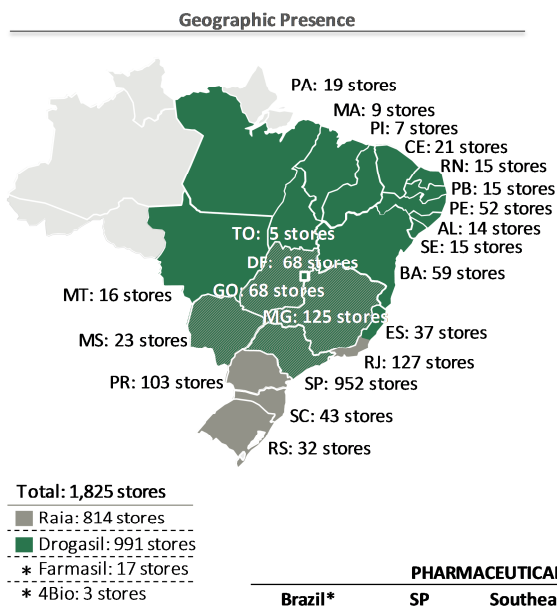 Geographic Presence
PA: 19 stores
MA: 9 stores
PI: 7 stores
CE: 21 stores
RN: 15 stores
PB: 15 stores
PE: 52 stores
AL: 14 stores
TO: 5 stores
SE: 15 stores
DF: 68 stores
BA: 59 stores
MT: 16 stores
GO: 68 stores
MG: 125 stores
ES: 37 stores
MS: 23 stores
RJ: 127 stores
PR: 103 stores
SP: 952 stores
SC: 43 stores
RS: 32 stores
Total: 1,825 stores
Raia: 814 stores
Drogasil: 991 stores
* Farmasil: 17 stores
* 4Bio: 3 stores
PHARMACEUTICAL
Brazil* SP Southea